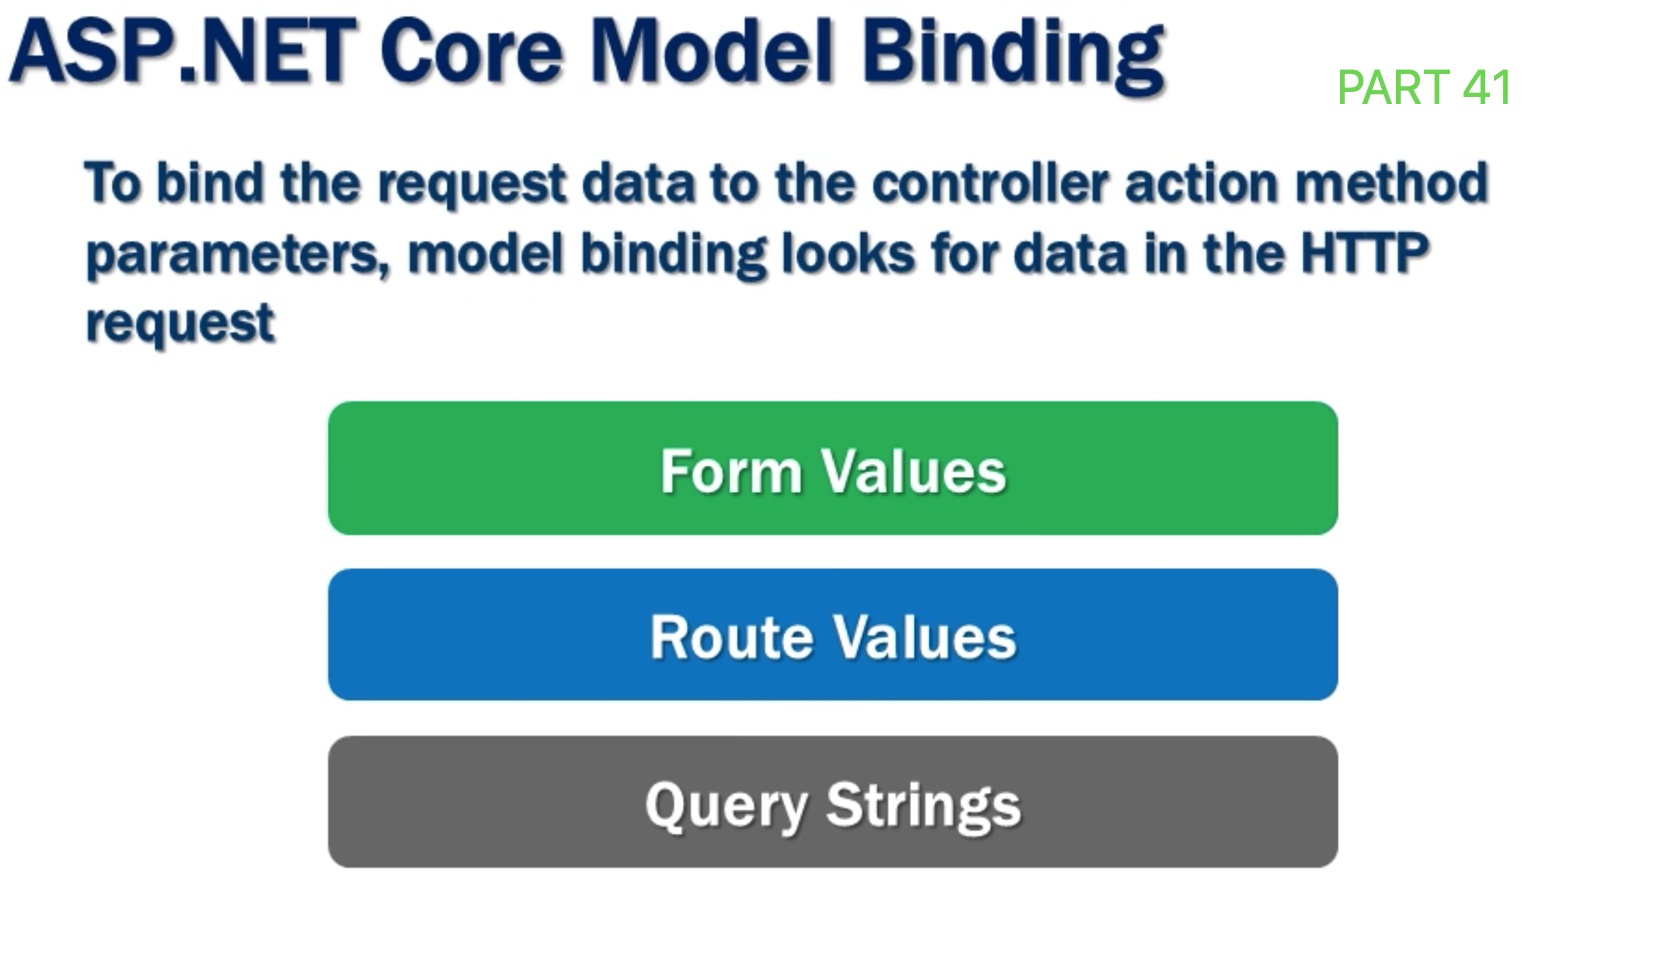 ASP.NET Core Model Binding
PART 41
To bind the request data to the controller action method
parameters, model binding looks for data in the HTTP
request
Form Values
Route Values
Query Strings